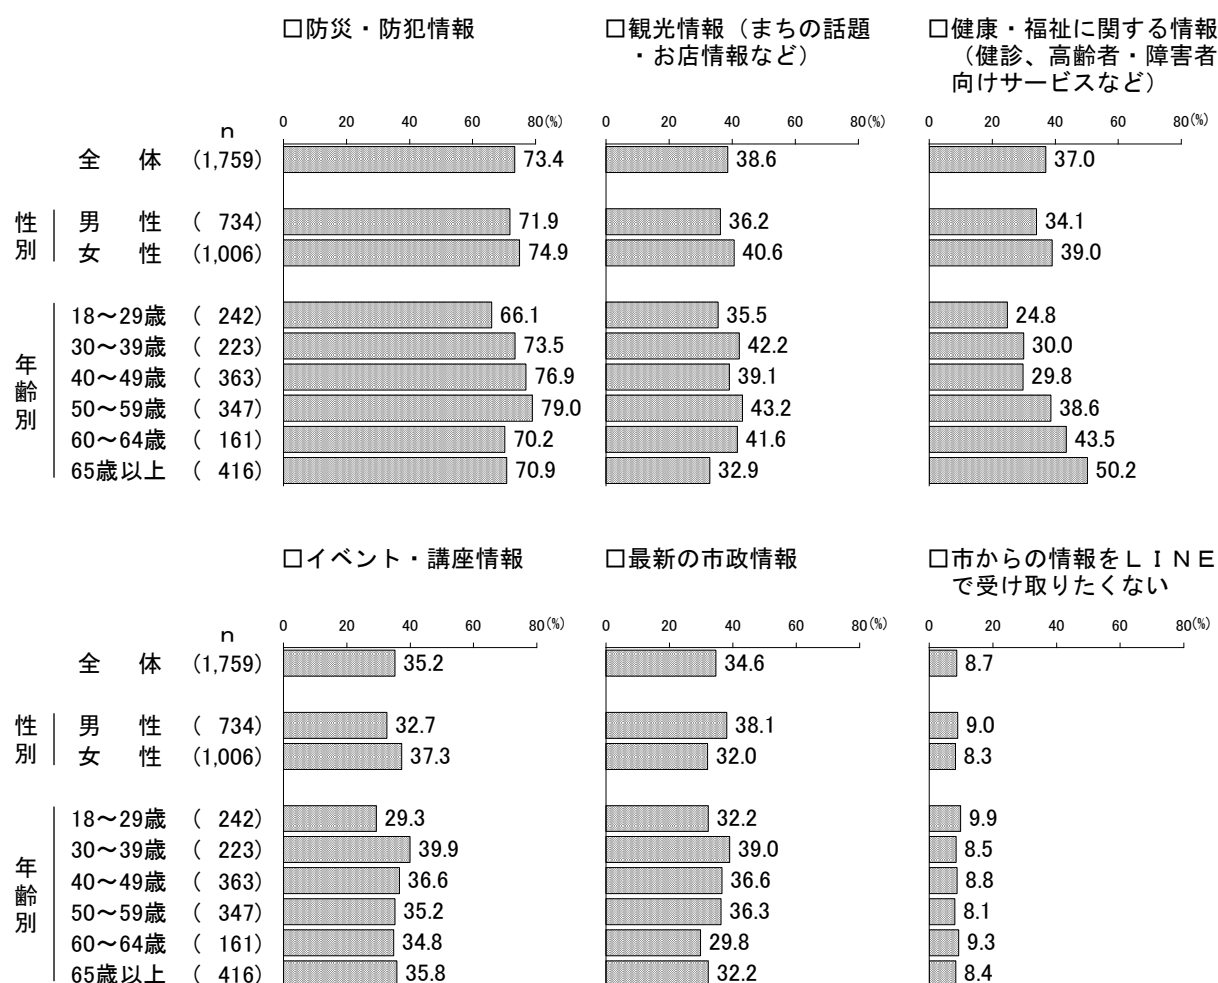 □防災・防犯情報 □観光情報（まちの話題 □健康・福祉に関する情報
・お店情報など） （健診、高齢者・障害者
向けサービスなど）
0 20 40 60 80(%) 0 20 40 60 80(%) 0 20 40 60 80(%)
ｎ
全 体 (1,759) 73.4 38.6 37.0
性別
男 性 ( 734) 71.9 36.2 34.1
女 性 (1,006) 74.9 40.6 39.0
年齢別
18〜29歳 ( 242) 66.1 35.5 24.8
30〜39歳 ( 223) 73.5 42.2 30.0
40〜49歳 ( 363) 76.9 39.1 29.8
50〜59歳 ( 347) 79.0 43.2 38.6
60〜64歳 ( 161) 70.2 41.6 43.5
65歳以上 ( 416) 70.9 32.9 50.2
□イベント・講座情報 □最新の市政情報 □市からの情報をＬＩＮＥ
で受け取りたくない
0 20 40 60 80(%) 0 20 40 60 80(%) 0 20 40 60 80(%)
ｎ
全 体 (1,759) 35.2 34.6 8.7
性別
男 性 ( 734) 32.7 38.1 9.0
女 性 (1,006) 37.3 32.0 8.3
年齢別
18〜29歳 ( 242) 29.3 32.2 9.9
30〜39歳 ( 223) 39.9 39.0 8.5
40〜49歳 ( 363) 36.6 36.6 8.8
50〜59歳 ( 347) 35.2 36.3 8.1
60〜64歳 ( 161) 34.8 29.8 9.3
65歳以上 ( 416) 35.8 32.2 8.4